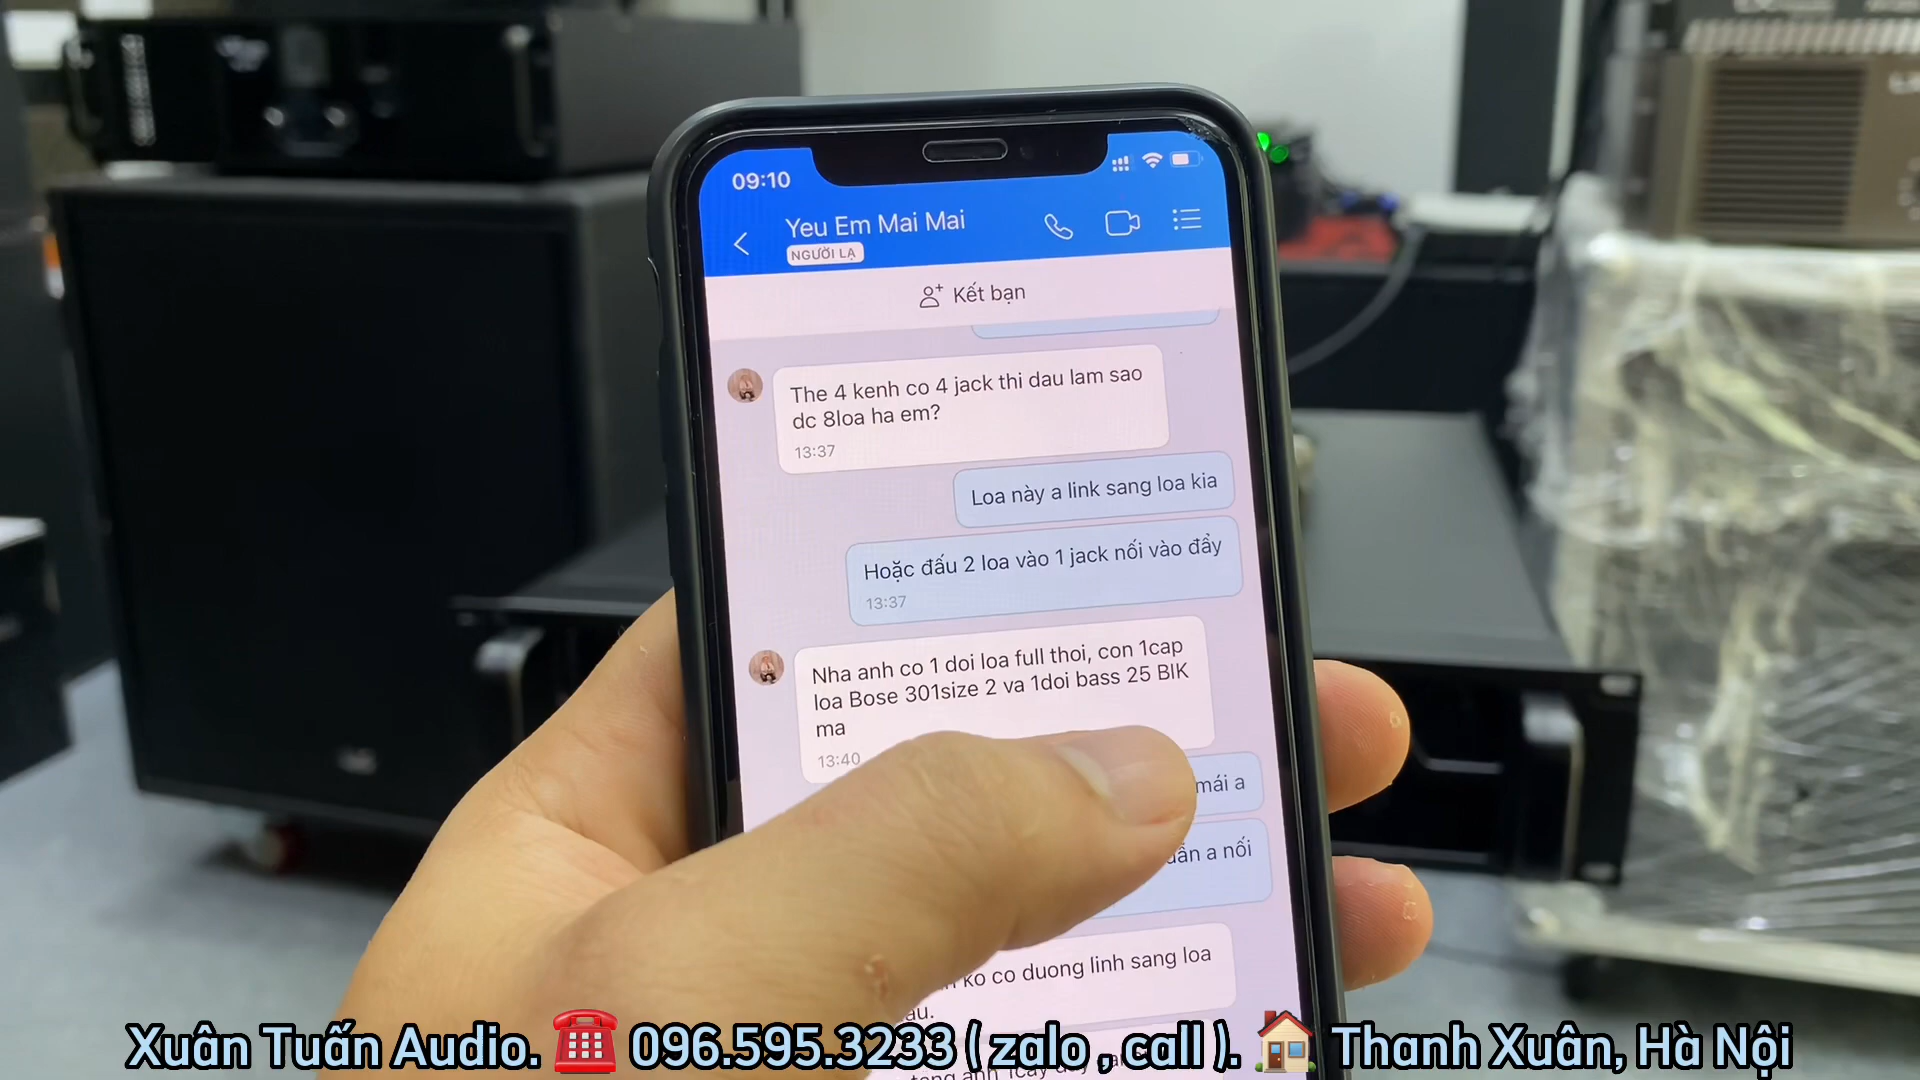 09:10
Yeu Em Mai Mai
NGƯỜI LẠ
Kết bạn
The 4 kenh co 4 jack thi dau lam sao
dc 8loa ha em?
13:37
Loa này a link sang loa kia
Hoặc đấu 2 loa vào 1 jack nối vào đẩy
13:37
Nha anh co 1 doi loa full thoi, con 1cap
loa Bose 301size 2 va 1doi bass 25 BIK
ma
13:40
mái a
a nối
ko co duong linh sang loa
Xuân Tuấn Audio. ☎️ 096.595.3233 ( zalo , call ). 🏠 Thanh Xuân, Hà Nội